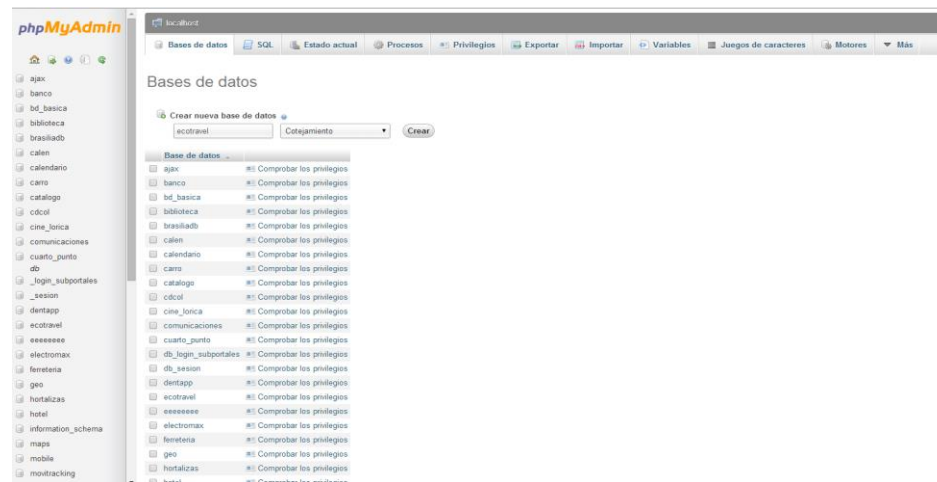 phpMyAdmin
ajax
banco
bd_basica
biblioteca
brasiliadb
calen
calendario
carro
catalogo
cdcol
cine_lorica
comunicaciones
cuarto_punto
db
_login_subportales
_sesion
dentapp
ecotravel
eeeeeeee
electromax
ferreteria
geo
hortalizas
hotel
information_schema
maps
mobile
movitracking
localhost
Bases de datos SQL Estado actual Procesos Privilegios Exportar Importar Variables Juegos de caracteres Motores Más
Bases de datos
Crear nueva base de datos
ecotravel Cotejamiento Crear
Base de datos
ajax Comprobar los privilegios
banco Comprobar los privilegios
bd_basica Comprobar los privilegios
biblioteca Comprobar los privilegios
brasiliadb Comprobar los privilegios
calen Comprobar los privilegios
calendario Comprobar los privilegios
carro Comprobar los privilegios
catalogo Comprobar los privilegios
cdcol Comprobar los privilegios
cine_lorica Comprobar los privilegios
comunicaciones Comprobar los privilegios
cuarto_punto Comprobar los privilegios
db_login_subportales Comprobar los privilegios
db_sesion Comprobar los privilegios
dentapp Comprobar los privilegios
ecotravel Comprobar los privilegios
eeeeeeee Comprobar los privilegios
electromax Comprobar los privilegios
ferreteria Comprobar los privilegios
geo Comprobar los privilegios
hortalizas Comprobar los privilegios
hotel Comprobar los privilegios